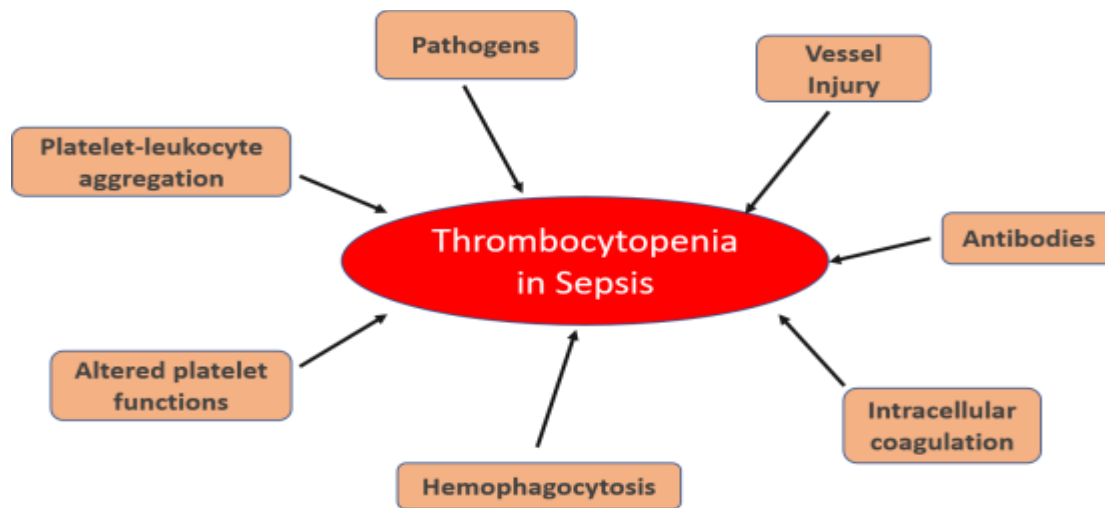 Pathogens
Vessel
Injury
Platelet-leukocyte
aggregation
Thrombocytopenia
in Sepsis
Antibodies
Altered platelet
functions
Intracellular
coagulation
Hemophagocytosis